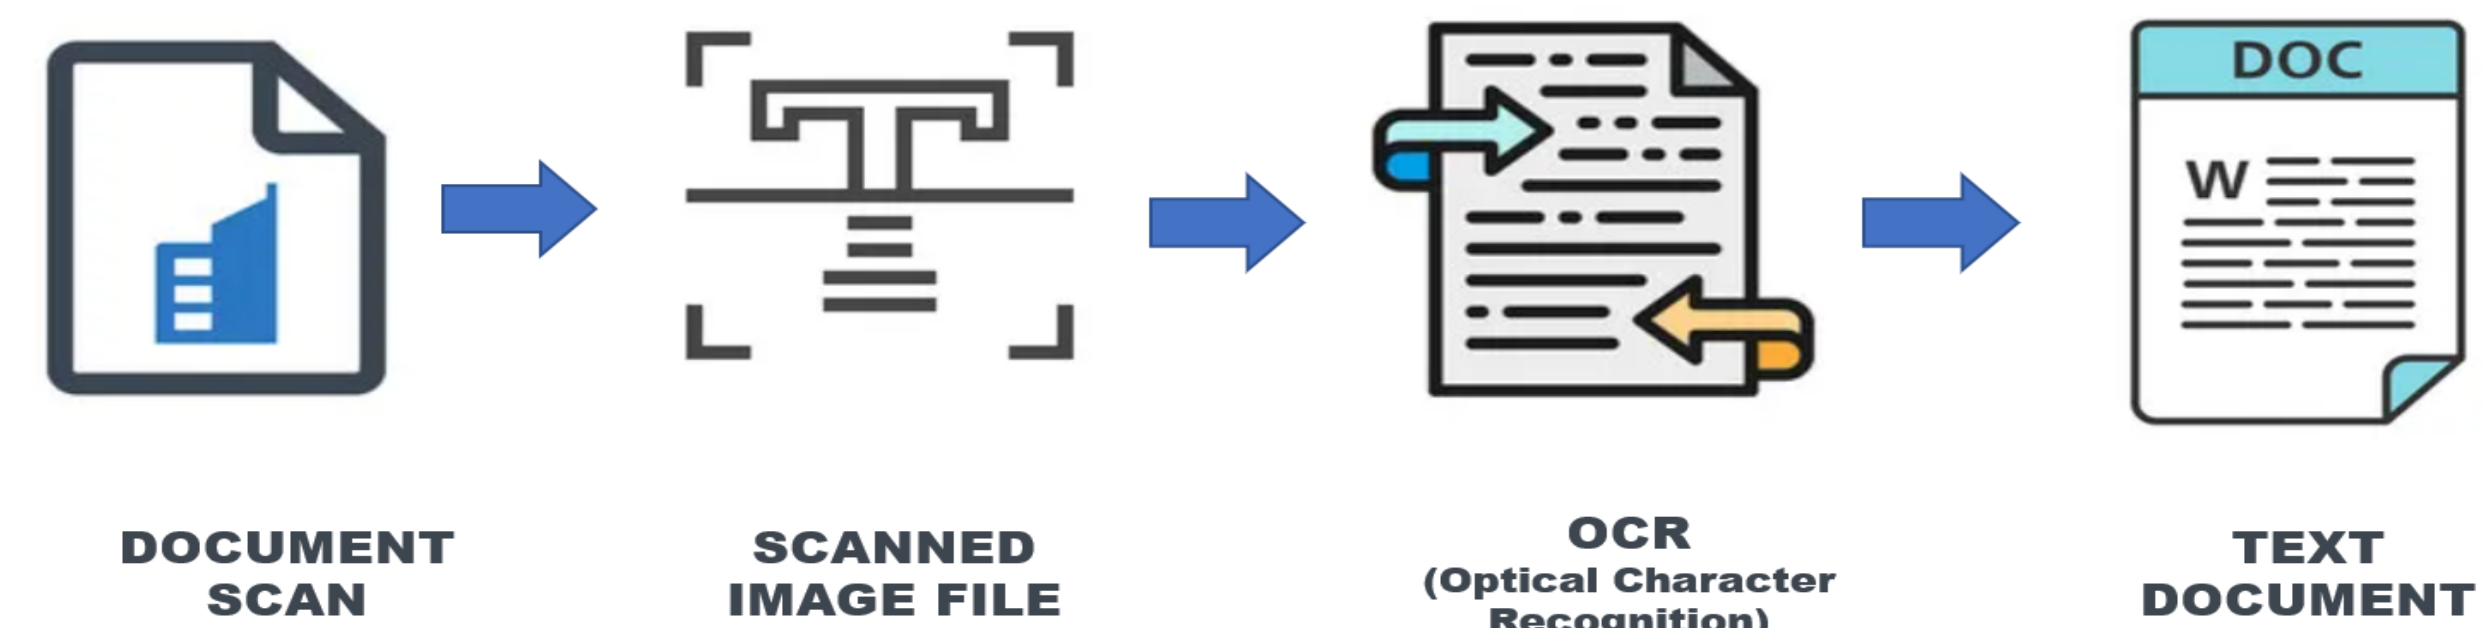 DOC
W
DOCUMENT
SCAN
SCANNED
IMAGE FILE
OCR
(Optical Character
Recognition)
TEXT
DOCUMENT